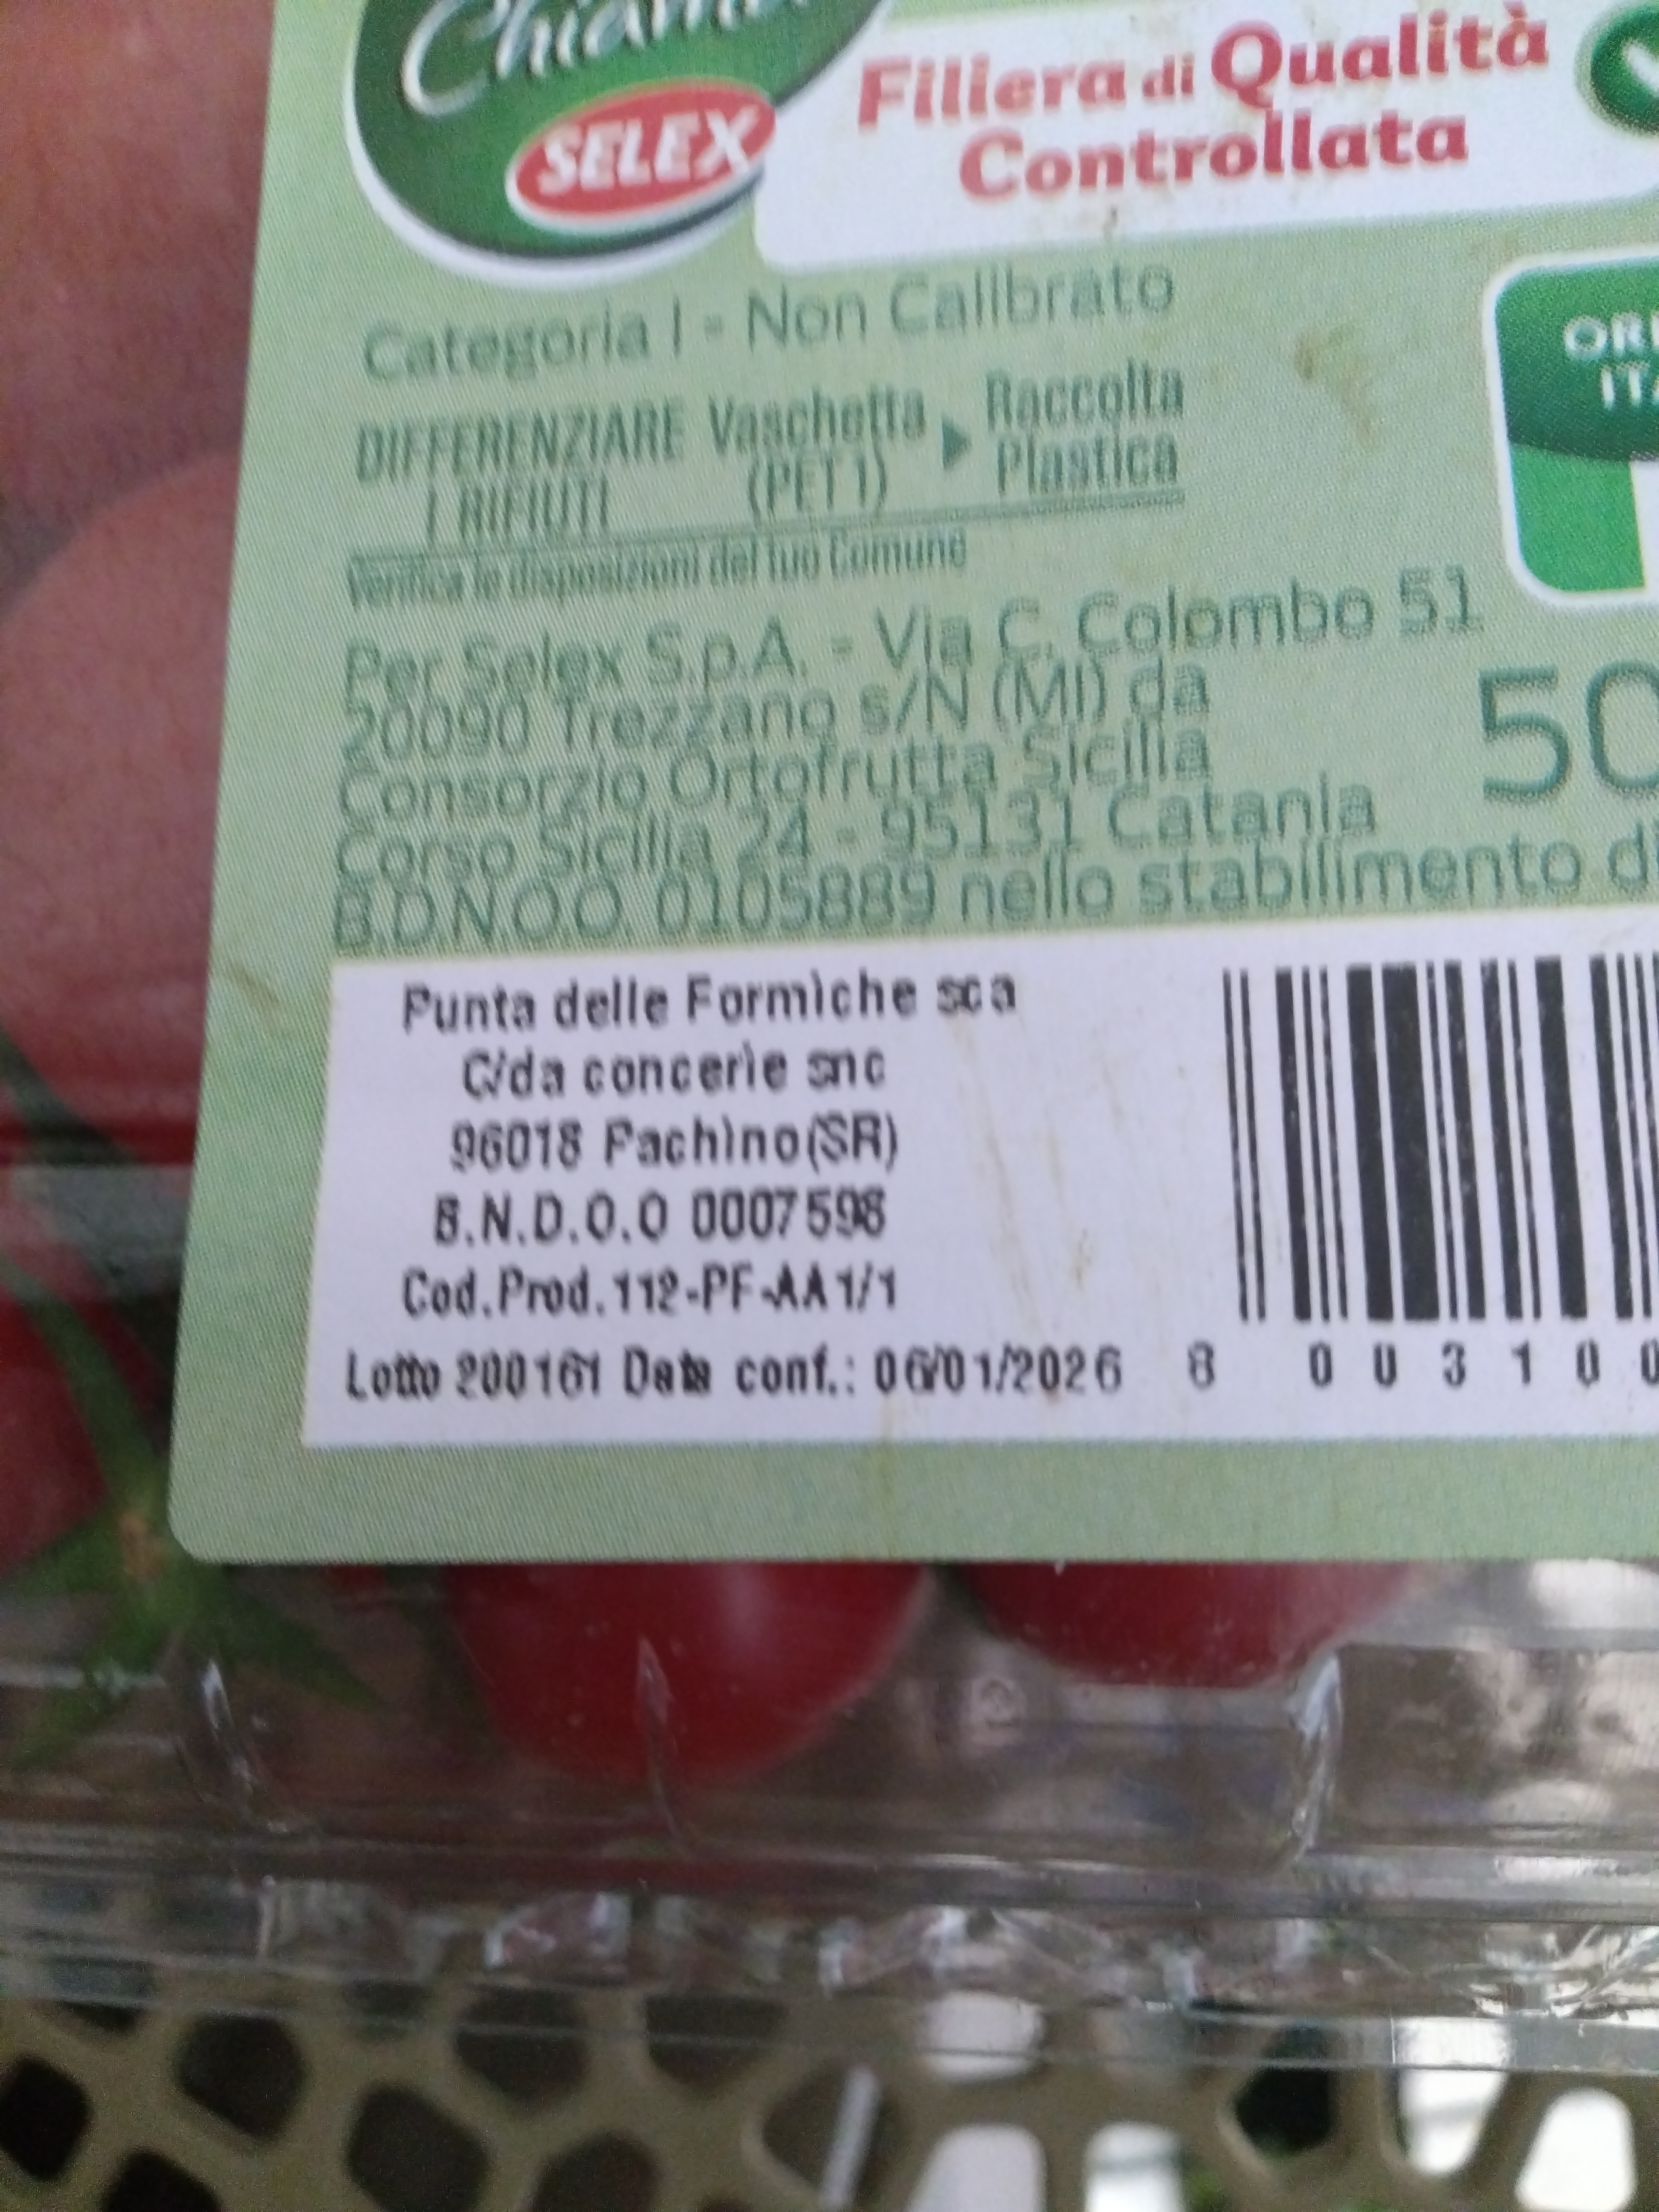 SELEX
Filiera di Qualità
Controllata
Categoria I - Non Calibrato
DIFFERENZIARE
I RIFIUTI
Vaschetta
(PET 1)
Raccolta
Plastica
Verifica le disposizioni del tuo Comune
Per Selex S.p.A. - Via C. Colombo 51
20090 Trezzano s/N (MI) da
Consorzio Ortofrutta Sicilia
Corso Sicilia 24 - 95131 Catania
B.D.N.O.O. 0105889 nello stabilimento di
50
Punta delle Formiche sca
C/da concerie snc
96018 Pachino(SR)
B.N.D.O.O 0007598
Cod.Prod.112-PF-AA1/1
Lotto 200161 Data conf.: 06/01/2026
8 003100